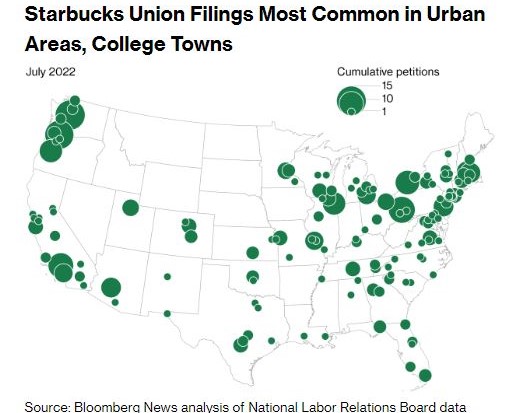 Starbucks Union Filings Most Common in Urban
Areas, College Towns
July 2022
Cumulative petitions
15
10
1
Source: Bloomberg News analysis of National Labor Relations Board data